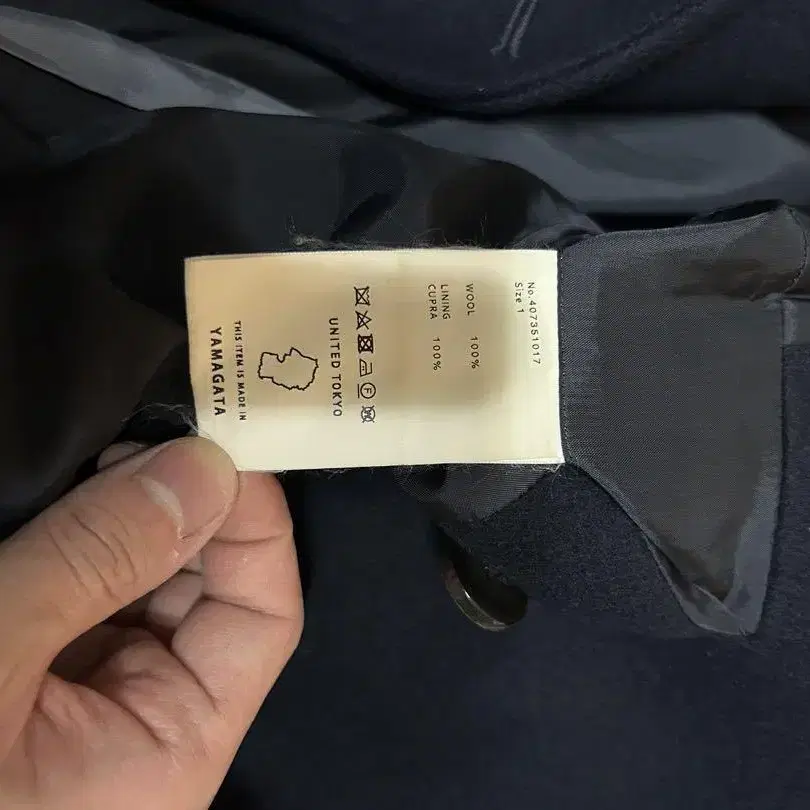 No.407351017
Size 1
WOOL 100%
LINING
CUPRA 100%
UNITED TOKYO
THIS ITEM IS MADE IN
YAMAGATA